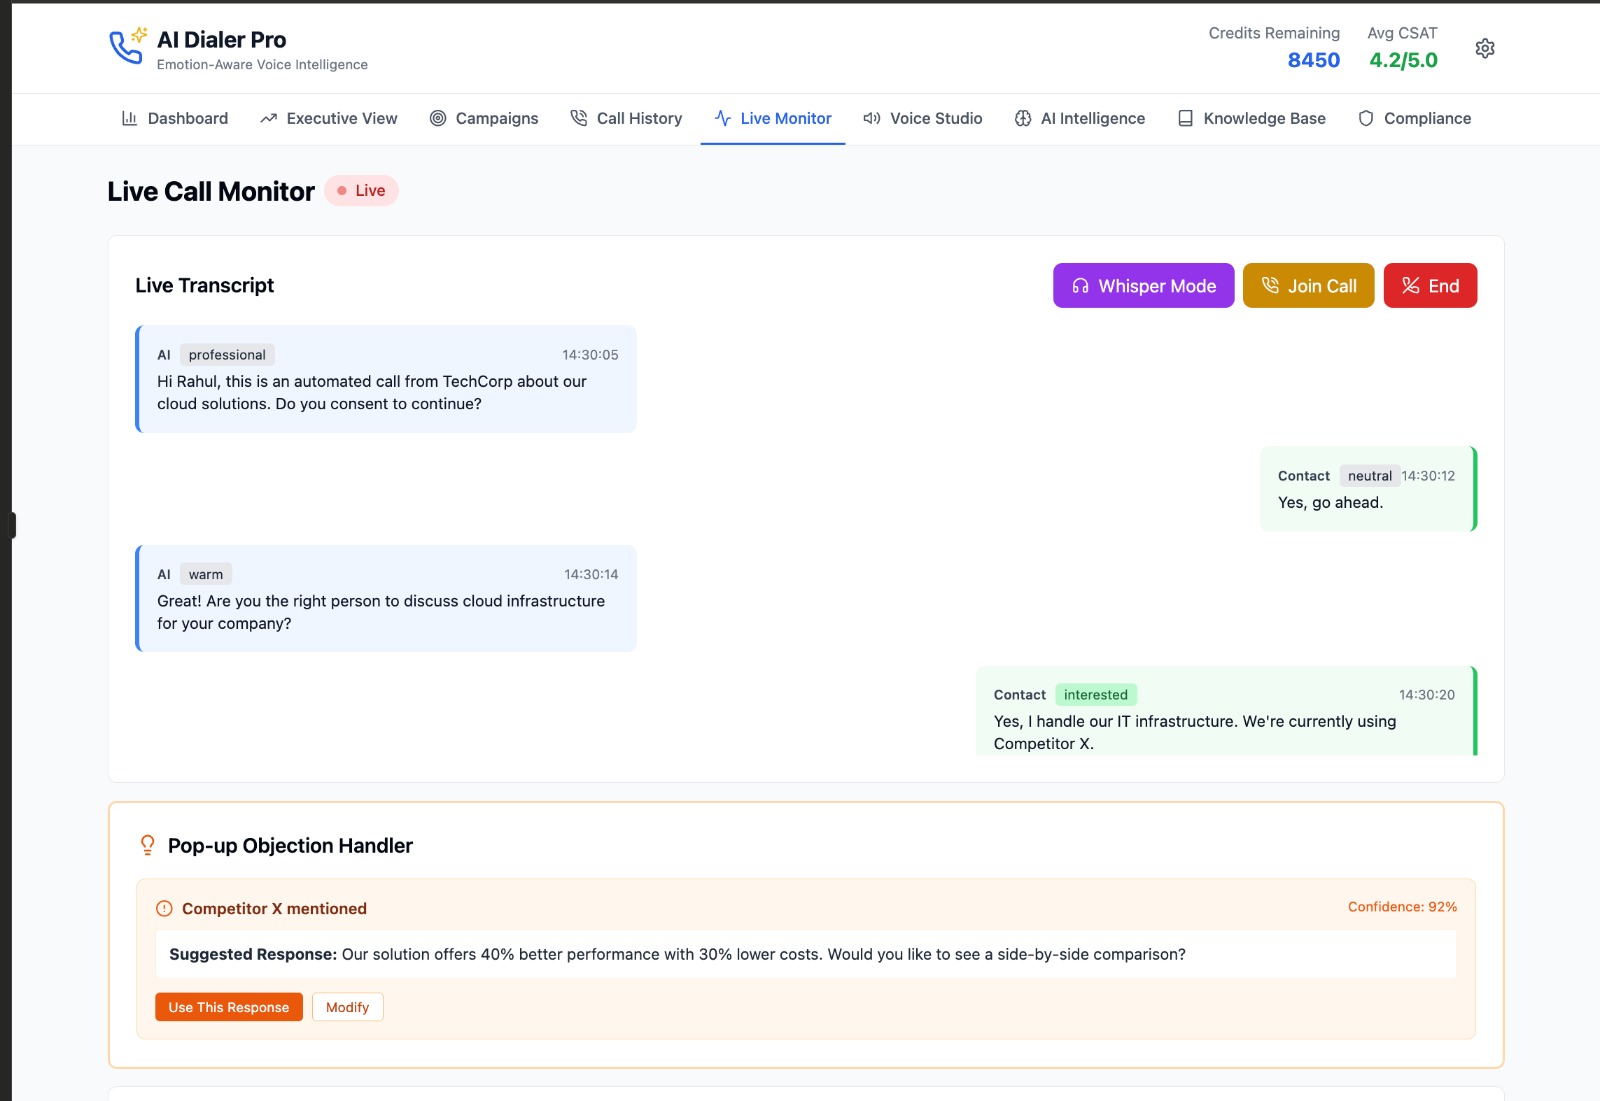 AI Dialer Pro
Emotion-Aware Voice Intelligence
Credits Remaining
8450
Avg CSAT
4.2/5.0
Dashboard
Executive View
Campaigns
Call History
Live Monitor
Voice Studio
AI Intelligence
Knowledge Base
Compliance
Live Call Monitor
Live
Live Transcript
Whisper Mode
Join Call
End
AI professional 14:30:05
Hi Rahul, this is an automated call from TechCorp about our
cloud solutions. Do you consent to continue?
Contact neutral 14:30:12
Yes, go ahead.
AI warm 14:30:14
Great! Are you the right person to discuss cloud infrastructure
for your company?
Contact interested 14:30:20
Yes, I handle our IT infrastructure. We're currently using
Competitor X.
Pop-up Objection Handler
Competitor X mentioned
Confidence: 92%
Suggested Response: Our solution offers 40% better performance with 30% lower costs. Would you like to see a side-by-side comparison?
Use This Response
Modify